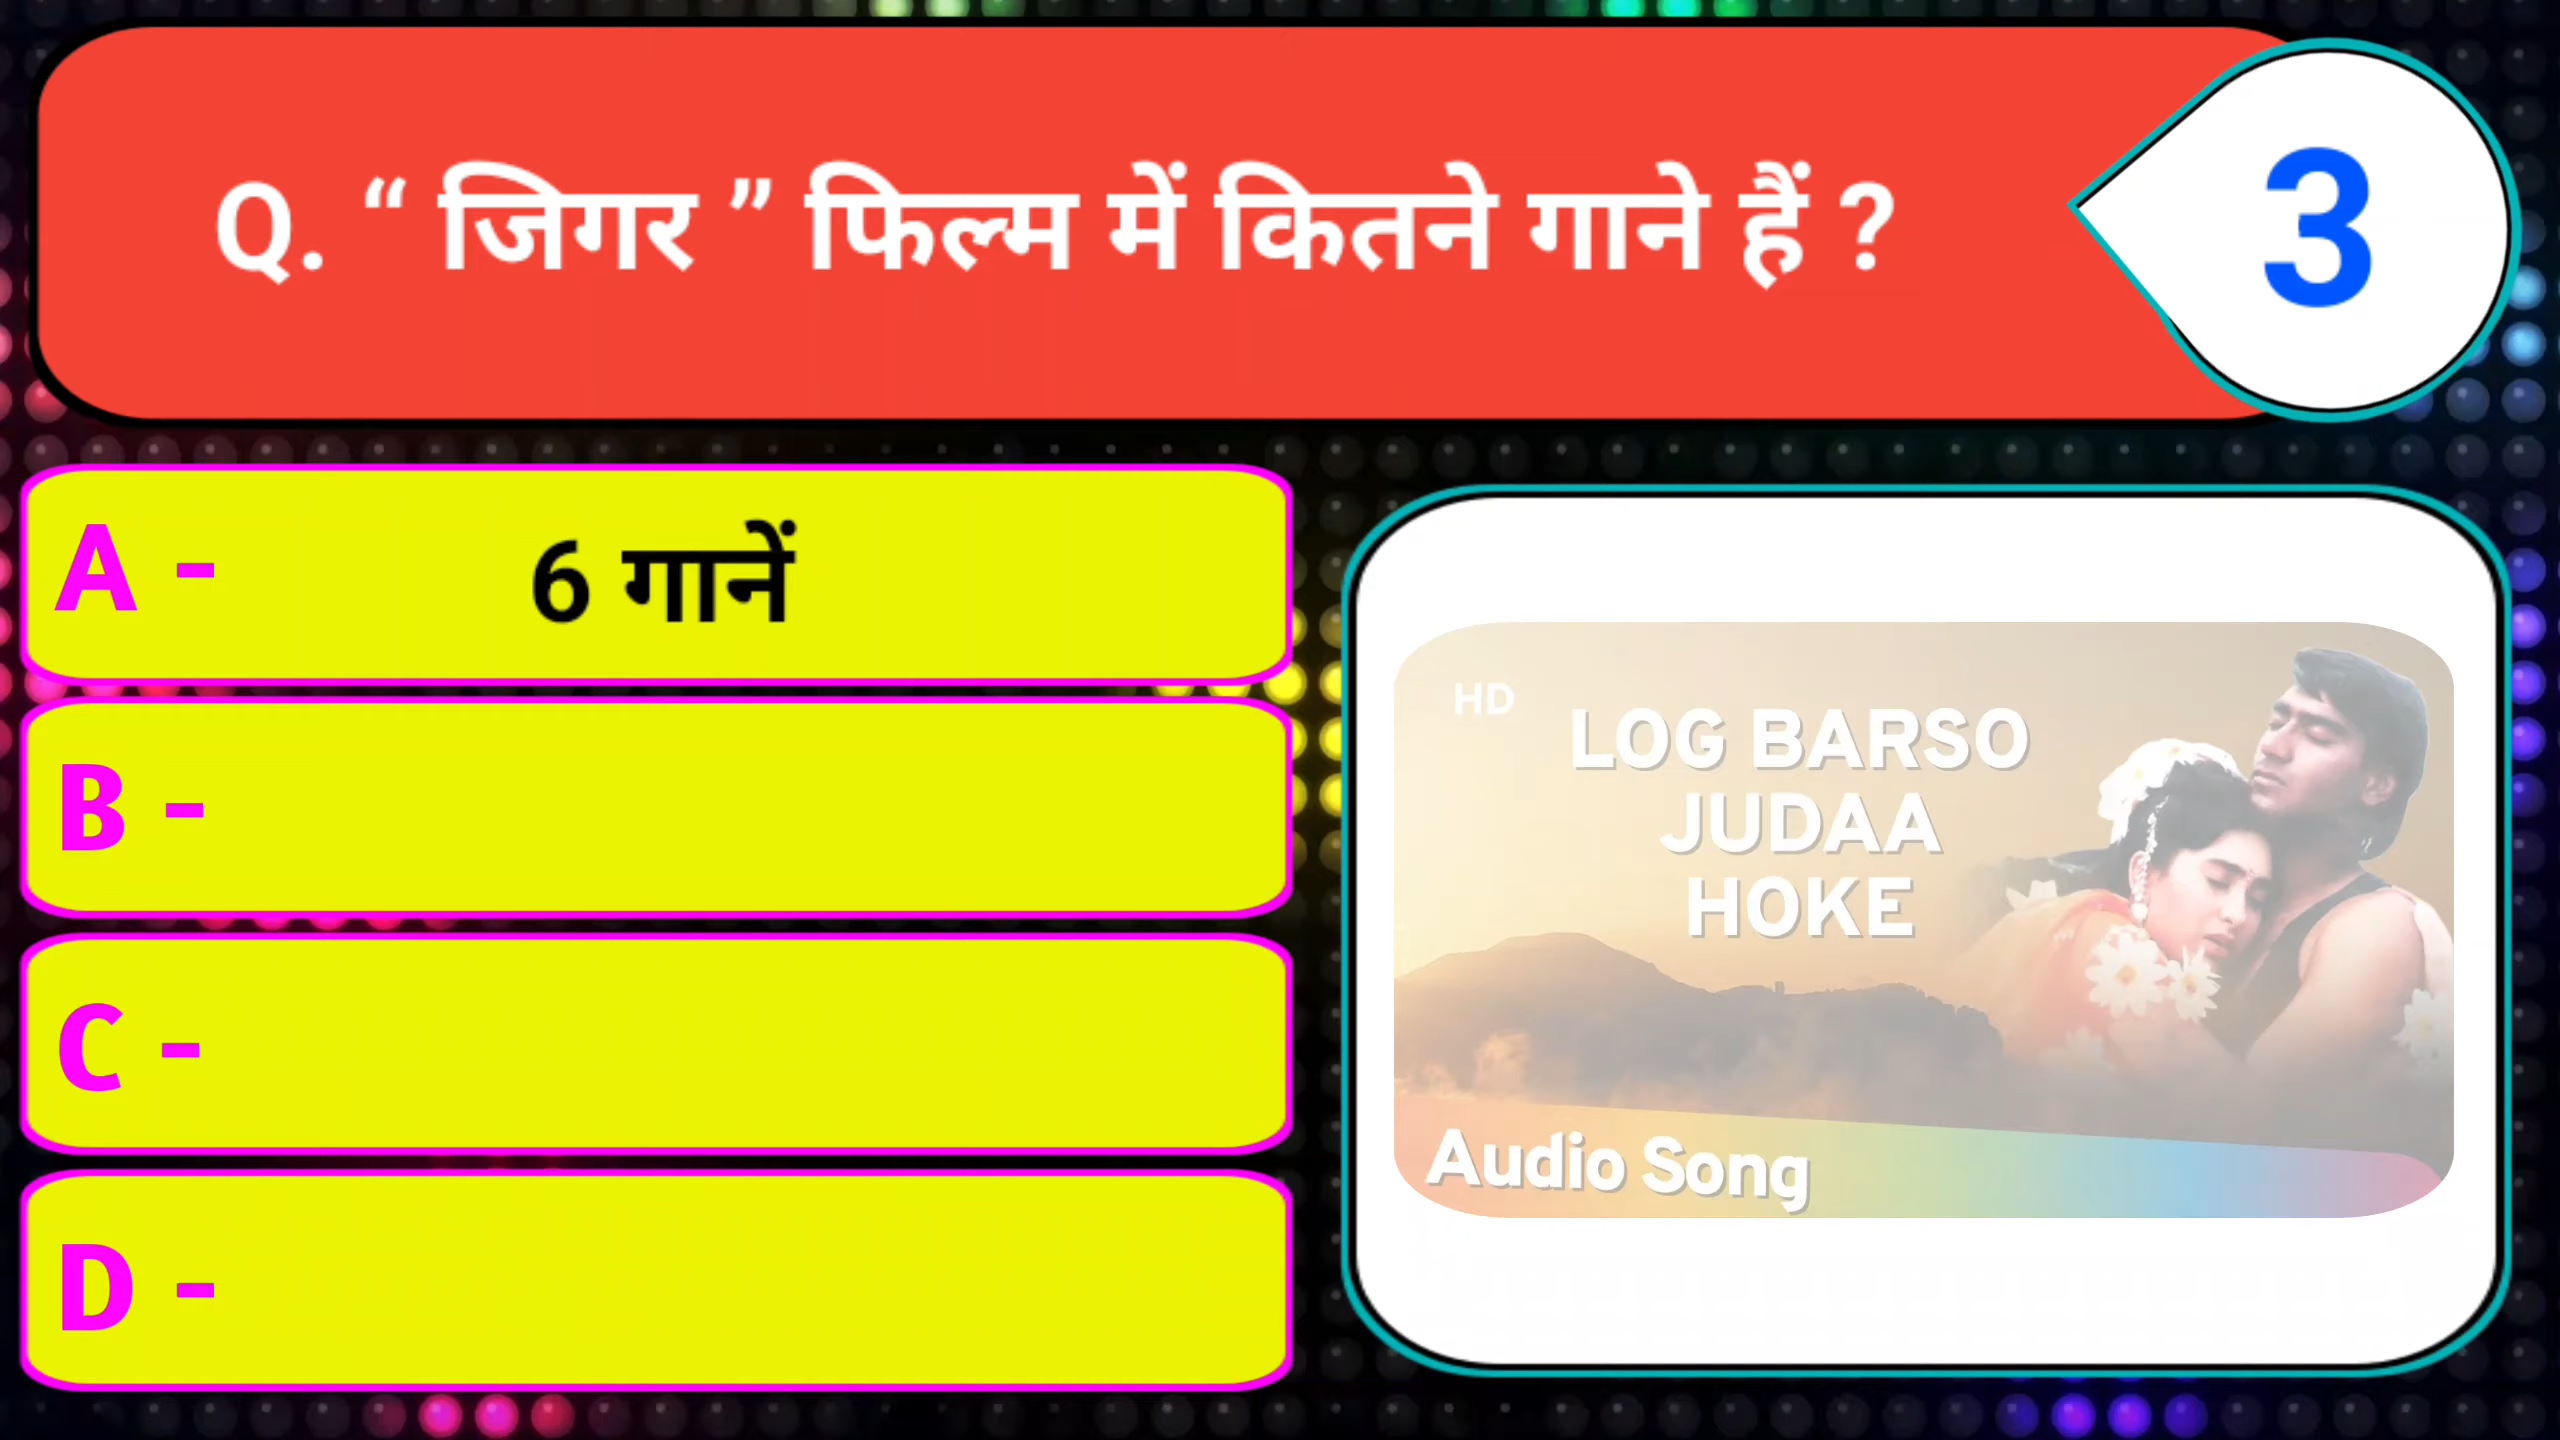 Q. “ जिगर ” फिल्म में कितने गाने हैं ?
3
A - 6 गानें
B -
C -
D -
HD
LOG BARSO
JUDAA
HOKE
Audio Song